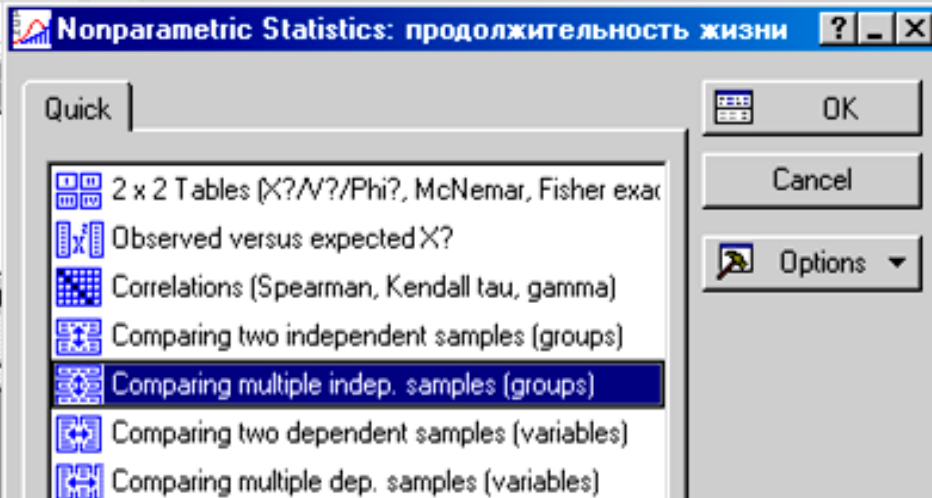 Nonparametric Statistics: продолжительность жизни
Quick
OK
Cancel
Options
2 x 2 Tables (X?/V?/Phi?, McNemar, Fisher exac
Observed versus expected X?
Correlations (Spearman, Kendall tau, gamma)
Comparing two independent samples (groups)
Comparing multiple indep. samples (groups)
Comparing two dependent samples (variables)
Comparing multiple dep. samples (variables)